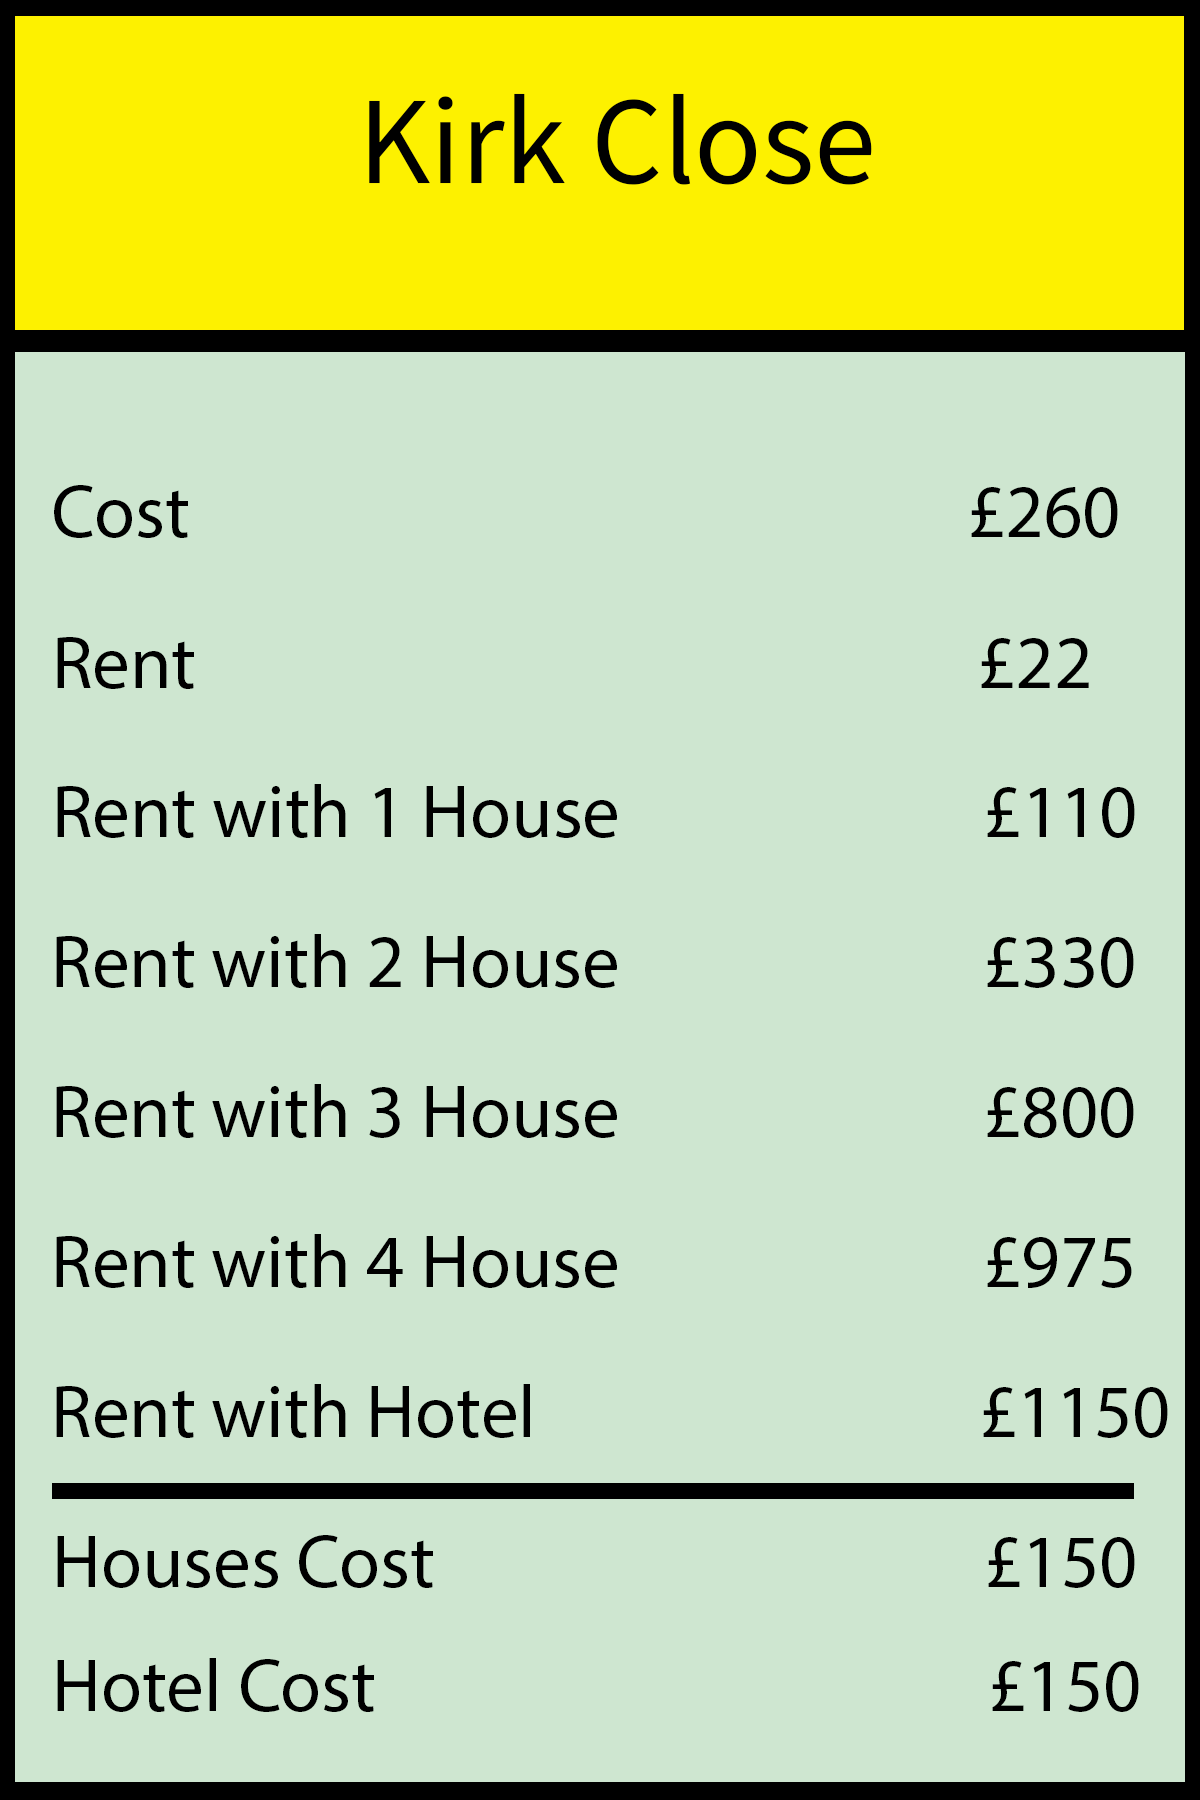 Kirk Close
Cost £260
Rent £22
Rent with 1 House £110
Rent with 2 House £330
Rent with 3 House £800
Rent with 4 House £975
Rent with Hotel £1150
Houses Cost £150
Hotel Cost £150